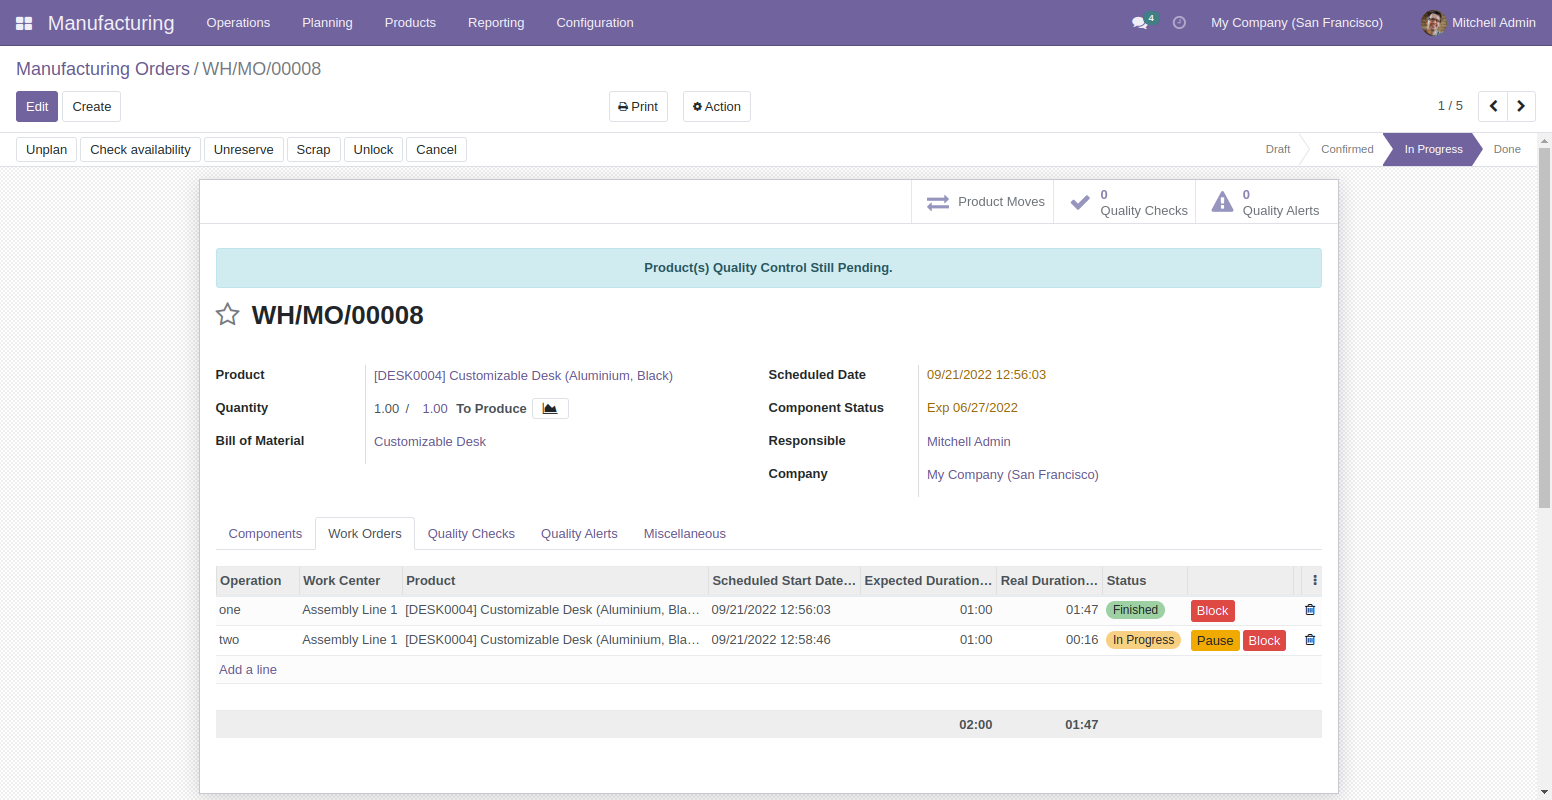 Manufacturing Operations Planning Products Reporting Configuration 4 My Company (San Francisco) Mitchell Admin
Manufacturing Orders / WH/MO/00008
Edit Create Print Action 1 / 5
Unplan Check availability Unreserve Scrap Unlock Cancel Draft Confirmed In Progress Done
Product Moves 0 Quality Checks 0 Quality Alerts
Product(s) Quality Control Still Pending.
WH/MO/00008
Product [DESK0004] Customizable Desk (Aluminium, Black) Scheduled Date 09/21/2022 12:56:03
Quantity 1.00 / 1.00 To Produce Component Status Exp 06/27/2022
Bill of Material Customizable Desk Responsible Mitchell Admin
Company My Company (San Francisco)
Components Work Orders Quality Checks Quality Alerts Miscellaneous
Operation Work Center Product Scheduled Start Date... Expected Duration... Real Duration... Status
one Assembly Line 1 [DESK0004] Customizable Desk (Aluminium, Bla... 09/21/2022 12:56:03 01:00 01:47 Finished Block
two Assembly Line 1 [DESK0004] Customizable Desk (Aluminium, Bla... 09/21/2022 12:58:46 01:00 00:16 In Progress Pause Block
Add a line
02:00 01:47